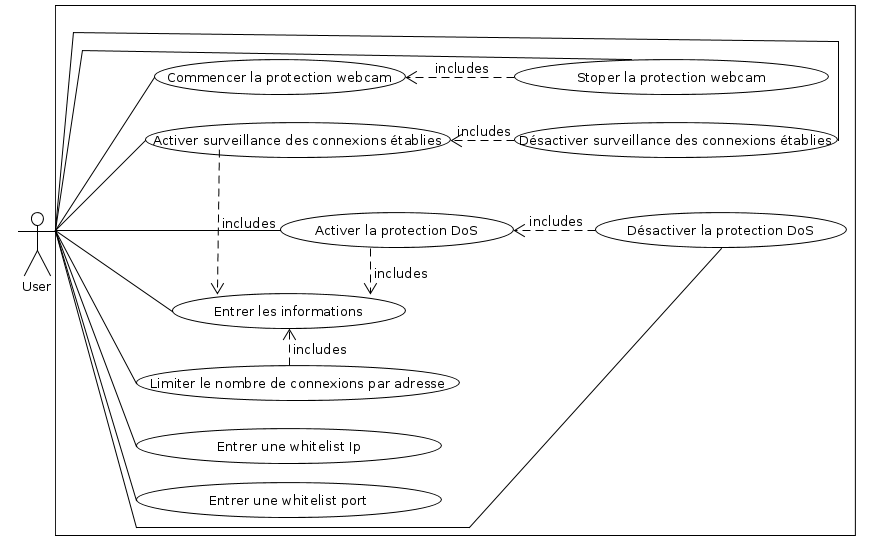 includes
Commencer la protection webcam
Stoper la protection webcam
includes
Activer surveillance des connexions établies
Désactiver surveillance des connexions établies
includes
includes
Activer la protection DoS
Désactiver la protection DoS
includes
User
Entrer les informations
includes
Limiter le nombre de connexions par adresse
Entrer une whitelist Ip
Entrer une whitelist port